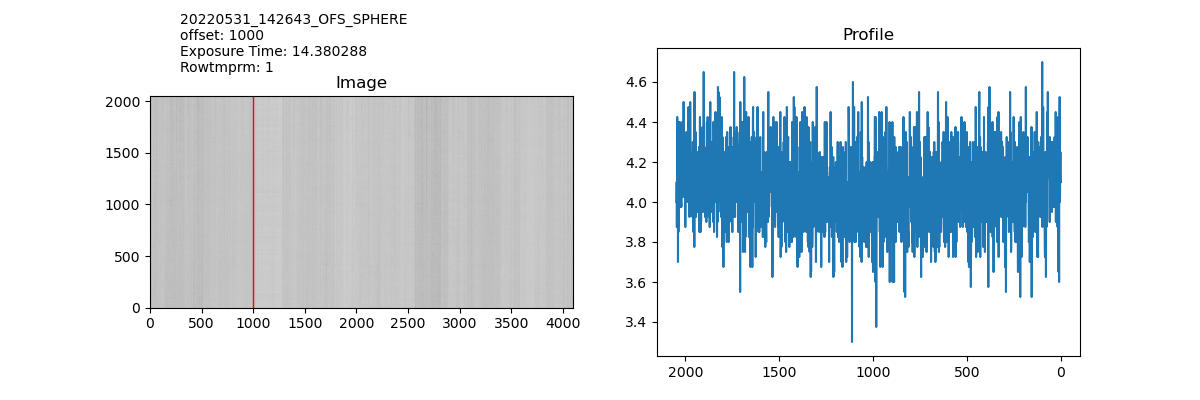 20220531_142643_OFS_SPHERE
offset: 1000
Exposure Time: 14.380288
Rowtmprm: 1
Image
2000
1500
1000
500
0
0 500 1000 1500 2000 2500 3000 3500 4000
Profile
4.6
4.4
4.2
4.0
3.8
3.6
3.4
2000 1500 1000 500 0